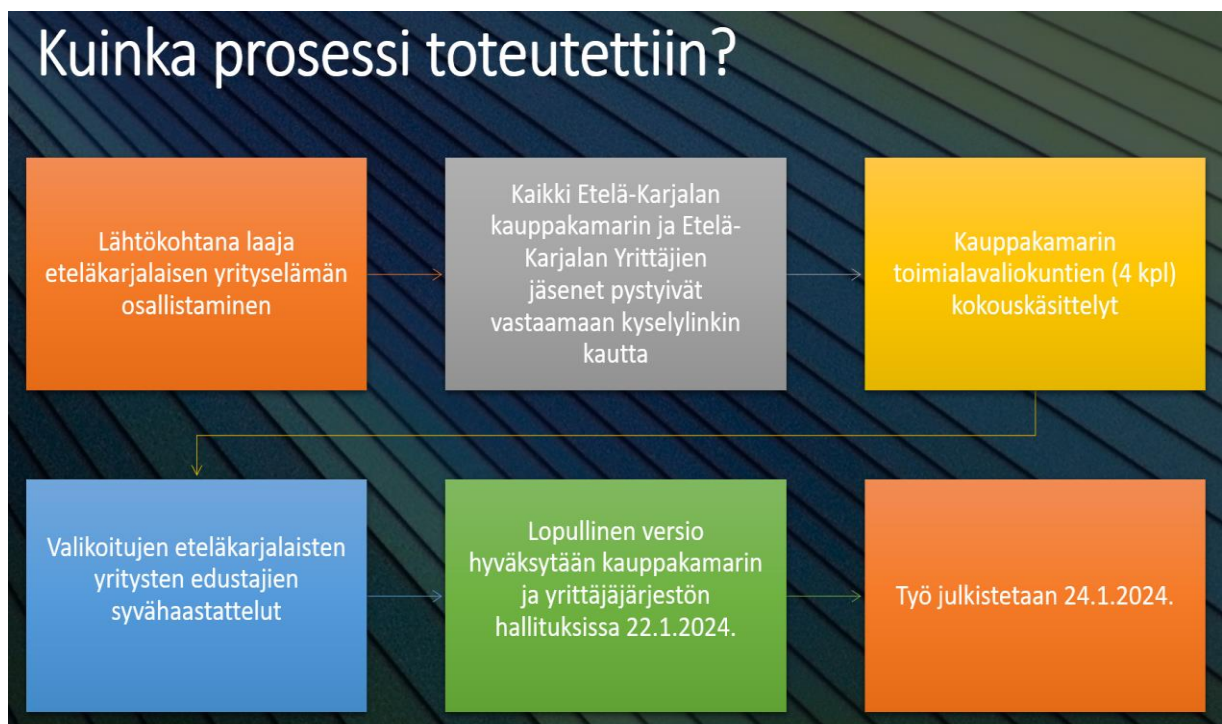 Kuinka prosessi toteutettiin?
Lähtökohtana laaja
eteläkarjalaisen yrityselämän
osallistaminen
Kaikki Etelä-Karjalan
kauppakamarin ja Etelä-
Karjalan Yrittäjien
jäsenet pystyivät
vastaamaan kyselylinkin
kautta
Kauppakamarin
toimialavaliokuntien (4 kpl)
kokouskäsittelyt
Valikoitujen eteläkarjalaisten
yritysten edustajien
syvähaastattelut
Lopullinen versio
hyväksytään kauppakamarin
ja yrittäjäjärjestön
hallituksissa 22.1.2024.
Työ julkistetaan 24.1.2024.